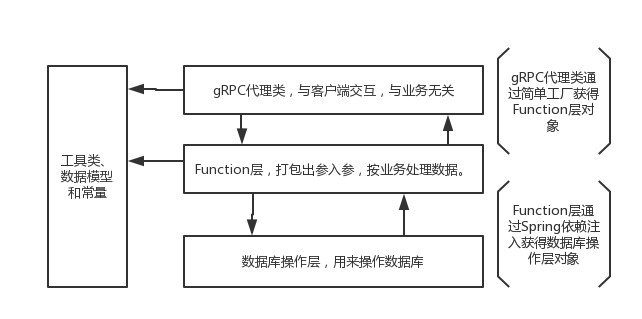 gRPC代理类，与客户端交互，与业务无关
gRPC代理类通
过简单工厂获得
Function层对
象
工具类、
数据模型
和常量
Function层，打包出参入参，按业务处理数据。
Function层通
过Spring依赖注
入获得数据库操
作层对象
数据库操作层，用来操作数据库